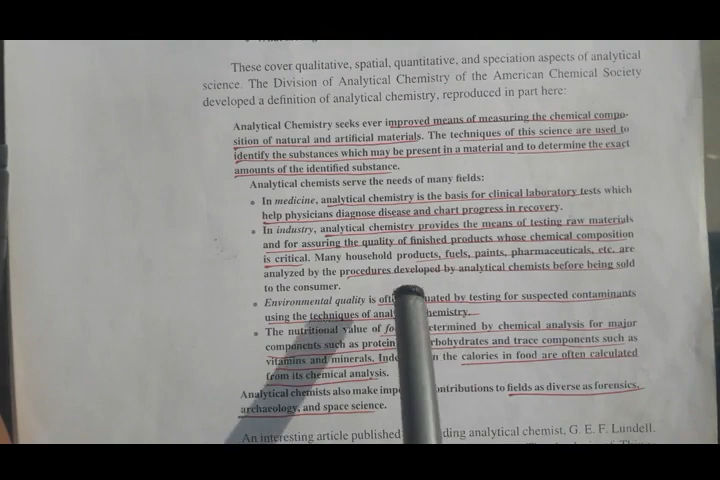 These cover qualitative, spatial, quantitative, and speciation aspects of analytical
science. The Division of Analytical Chemistry of the American Chemical Society
developed a definition of analytical chemistry, reproduced in part here:
Analytical Chemistry seeks ever improved means of measuring the chemical compo-
sition of natural and artificial materials. The techniques of this science are used to
identify the substances which may be present in a material and to determine the exact
amounts of the identified substance.
Analytical chemists serve the needs of many fields:
• In medicine, analytical chemistry is the basis for clinical laboratory tests which
help physicians diagnose disease and chart progress in recovery.
• In industry, analytical chemistry provides the means of testing raw materials
and for assuring the quality of finished products whose chemical composition
is critical. Many household products, fuels, paints, pharmaceuticals, etc. are
analyzed by the procedures developed by analytical chemists before being sold
to the consumer.
• Environmental quality is by testing for suspected contaminants
using the techniques of
• The nutritional value of determined by chemical analysis for major
components such as protein and trace components such as
vitamins and minerals. the calories in food are often calculated
from its chemical analysis.
Analytical chemists also make contributions to fields as diverse as forensics,
archaeology, and space science.
An interesting article published analytical chemist, G. E. F. Lundell.